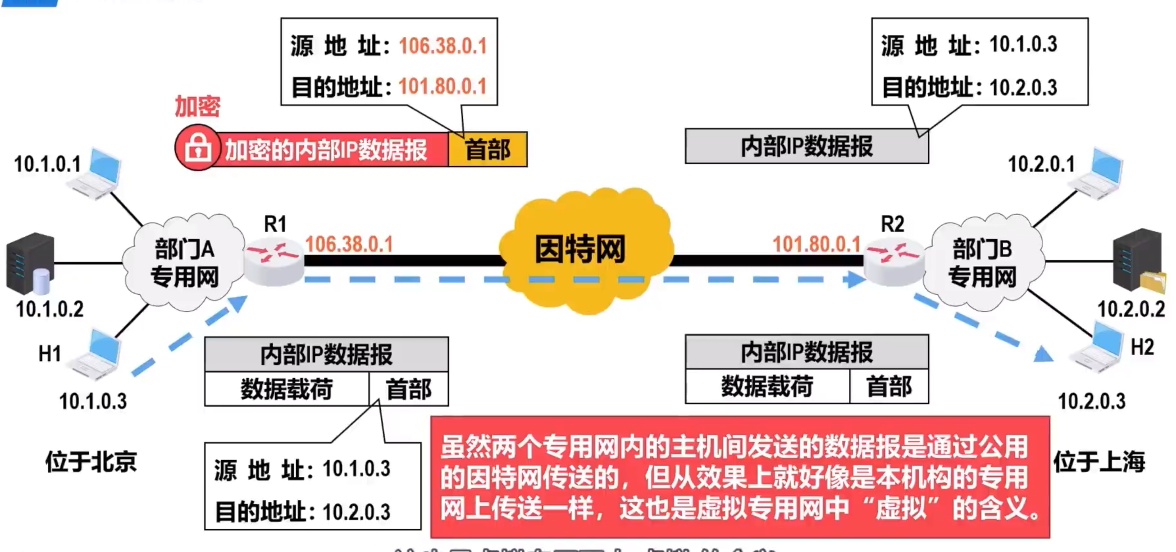 源地址：106.38.0.1
目的地址：101.80.0.1
源地址：10.1.0.3
目的地址：10.2.0.3
加密
加密的内部IP数据报
首部
内部IP数据报
10.1.0.1
10.2.0.1
R1
R2
部门A
专用网
106.38.0.1
因特网
101.80.0.1
部门B
专用网
10.1.0.2
10.2.0.2
H1
H2
内部IP数据报
数据载荷
首部
内部IP数据报
数据载荷
首部
10.1.0.3
10.2.0.3
位于北京
位于上海
源地址：10.1.0.3
目的地址：10.2.0.3
虽然两个专用网内的主机间发送的数据报是通过公用
的因特网传送的，但从效果上就好像是本机构的专用
网上传送一样，这也是虚拟专用网中“虚拟”的含义。